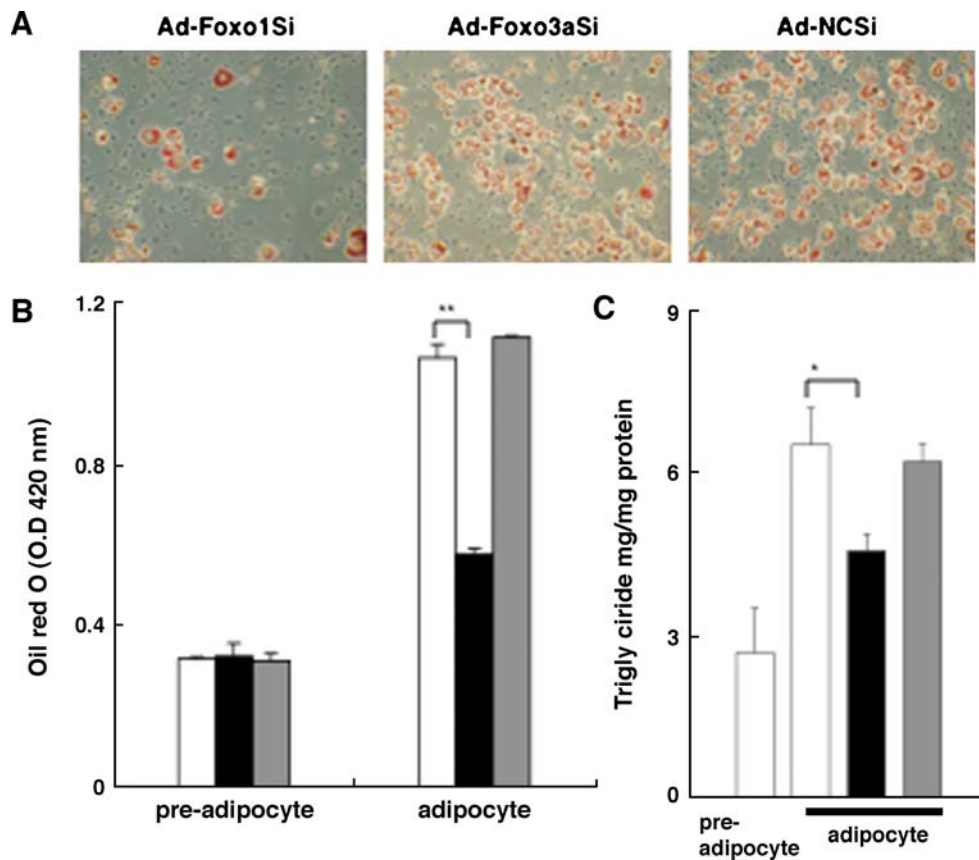 A
Ad-Foxo1Si
Ad-Foxo3aSi
Ad-NCSi
B
Oil red O (O.D 420 nm)
1.2
0.8
0.4
0
**
pre-adipocyte
adipocyte
C
Trigly ciride mg/mg protein
9
6
3
0
*
pre-
adipocyte
adipocyte